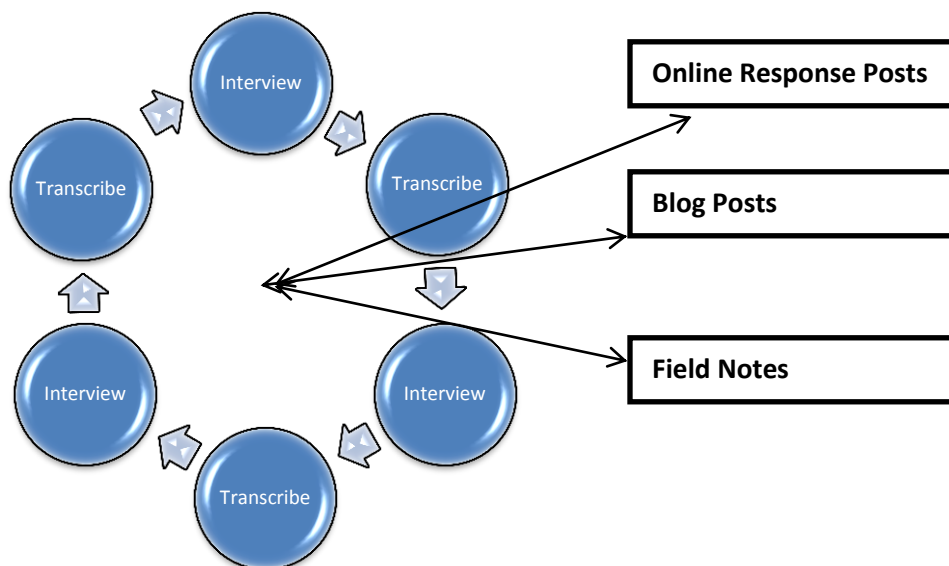 Interview
Transcribe
Interview
Transcribe
Interview
Transcribe
Online Response Posts
Blog Posts
Field Notes